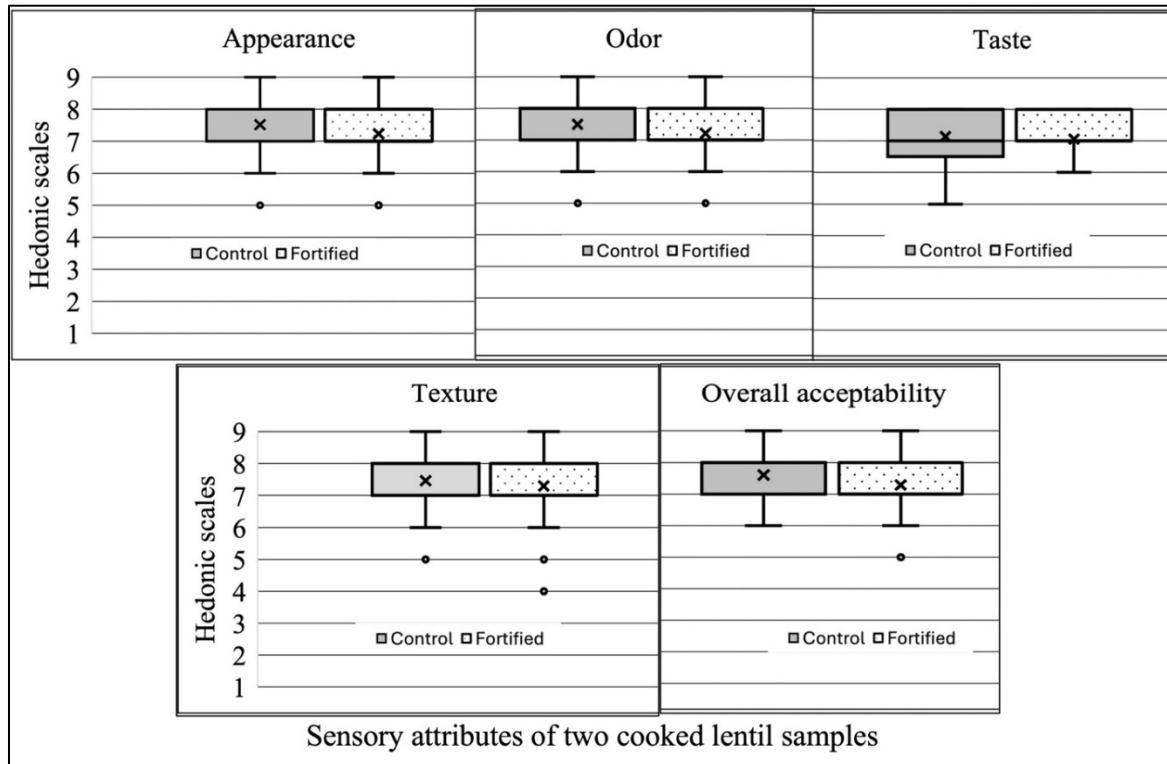 Appearance
Odor
Taste
Hedonic scales
9
8
7
6
5
4
3
2
1
Control Fortified
Control Fortified
Control Fortified
Texture
Overall acceptability
Hedonic scales
9
8
7
6
5
4
3
2
1
Control Fortified
Control Fortified
Sensory attributes of two cooked lentil samples